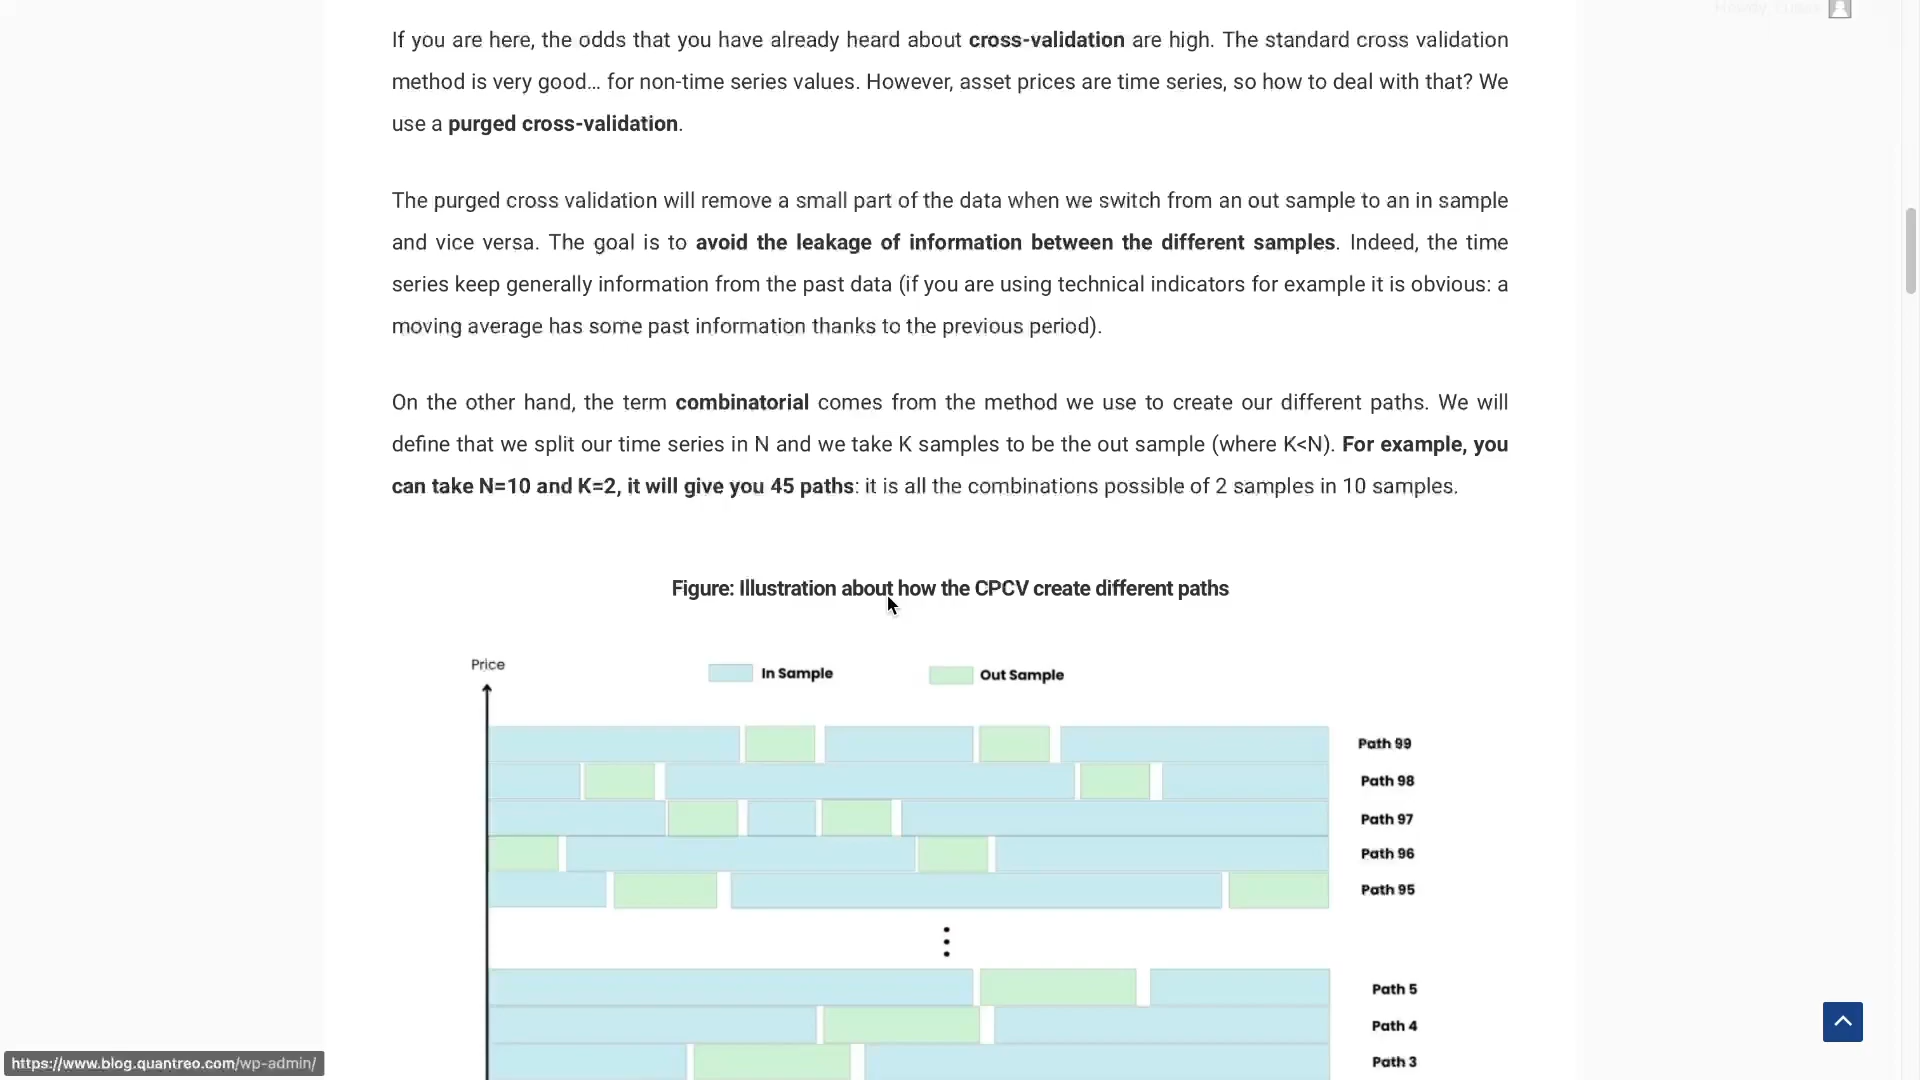 If you are here, the odds that you have already heard about cross-validation are high. The standard cross validation
method is very good... for non-time series values. However, asset prices are time series, so how to deal with that? We
use a purged cross-validation.
The purged cross validation will remove a small part of the data when we switch from an out sample to an in sample
and vice versa. The goal is to avoid the leakage of information between the different samples. Indeed, the time
series keep generally information from the past data (if you are using technical indicators for example it is obvious: a
moving average has some past information thanks to the previous period).
On the other hand, the term combinatorial comes from the method we use to create our different paths. We will
define that we split our time series in N and we take K samples to be the out sample (where K<N). For example, you
can take N=10 and K=2, it will give you 45 paths: it is all the combinations possible of 2 samples in 10 samples.
Figure: Illustration about how the CPCV create different paths
Price
In Sample
Out Sample
Path 99
Path 98
Path 97
Path 96
Path 95
Path 5
Path 4
Path 3
https://www.blog.quantreo.com/wp-admin/